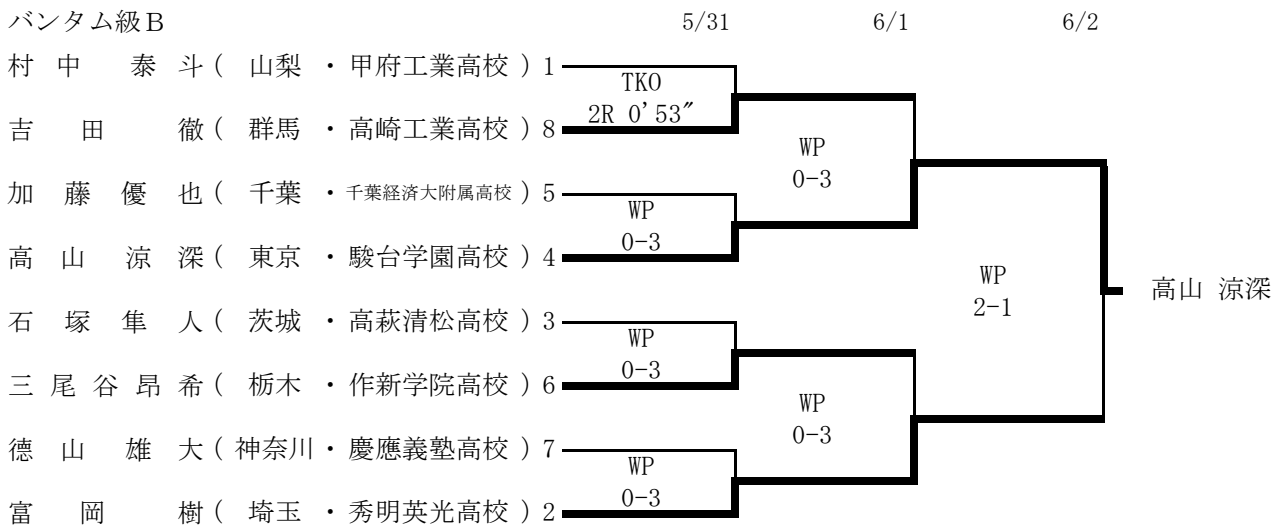 バンタム級B 5/31 6/1 6/2
村中 泰斗（ 山梨 ・ 甲府工業高校 ）1
TKO
2R 0'53″
吉田 徹（ 群馬 ・ 高崎工業高校 ）8
WP
0-3
加藤優也（ 千葉 ・ 千葉経済大附属高校 ）5
WP
0-3
高山 涼深（ 東京 ・ 駿台学園高校 ）4
WP
2-1
高山 涼深
石塚隼人（ 茨城 ・ 高萩清松高校 ）3
WP
0-3
三尾谷昂希（ 栃木 ・ 作新学院高校 ）6
WP
0-3
德山 雄大（ 神奈川 ・ 慶應義塾高校 ）7
WP
0-3
富岡 樹（ 埼玉 ・ 秀明英光高校 ）2